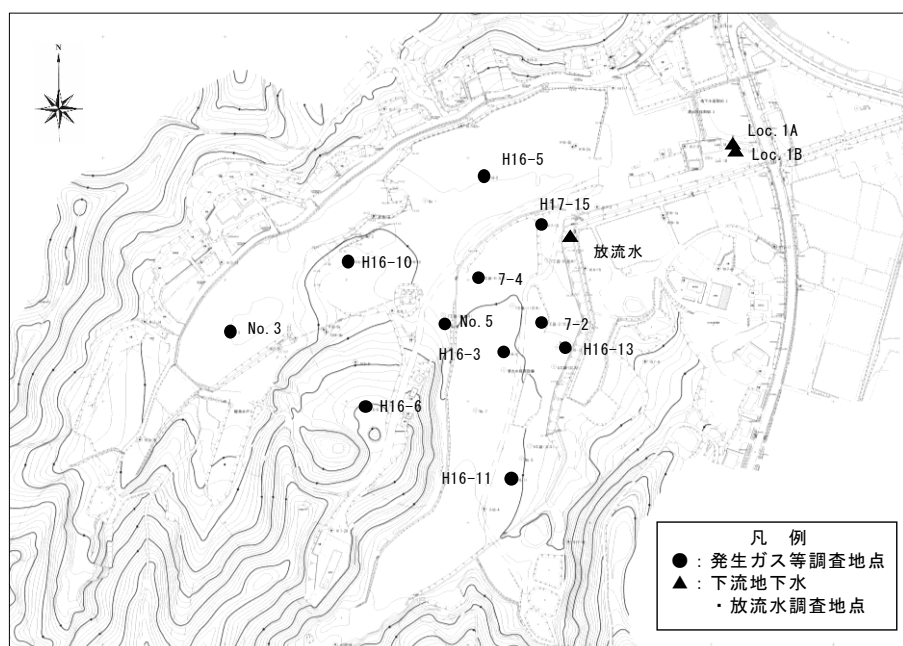 N
Loc. 1A
Loc. 1B
H16-5
H17-15
放流水
H16-10
7-4
No. 3
No. 5
7-2
H16-3
H16-13
H16-6
H16-11
凡 例
● : 発生ガス等調査地点
▲ : 下流地下水
・放流水調査地点